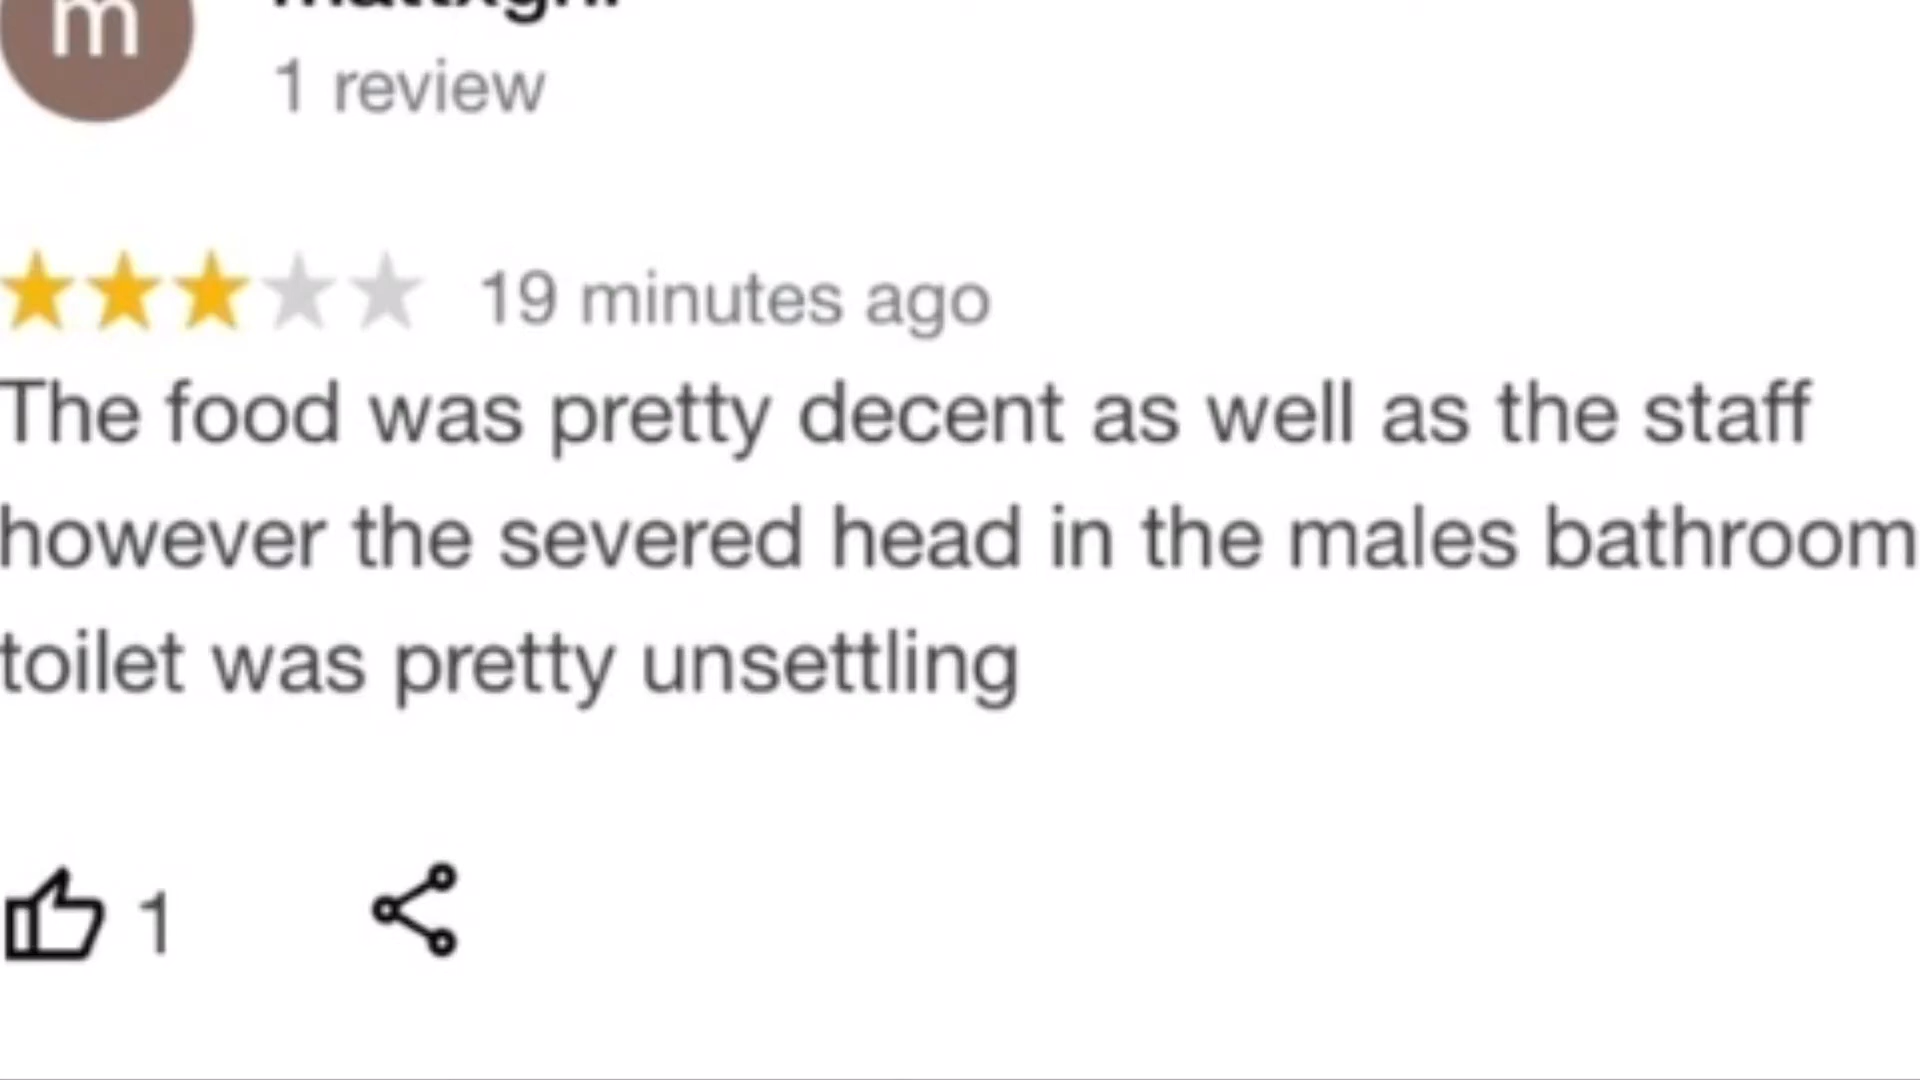 m
1 review
19 minutes ago
The food was pretty decent as well as the staff
however the severed head in the males bathroom
toilet was pretty unsettling
1